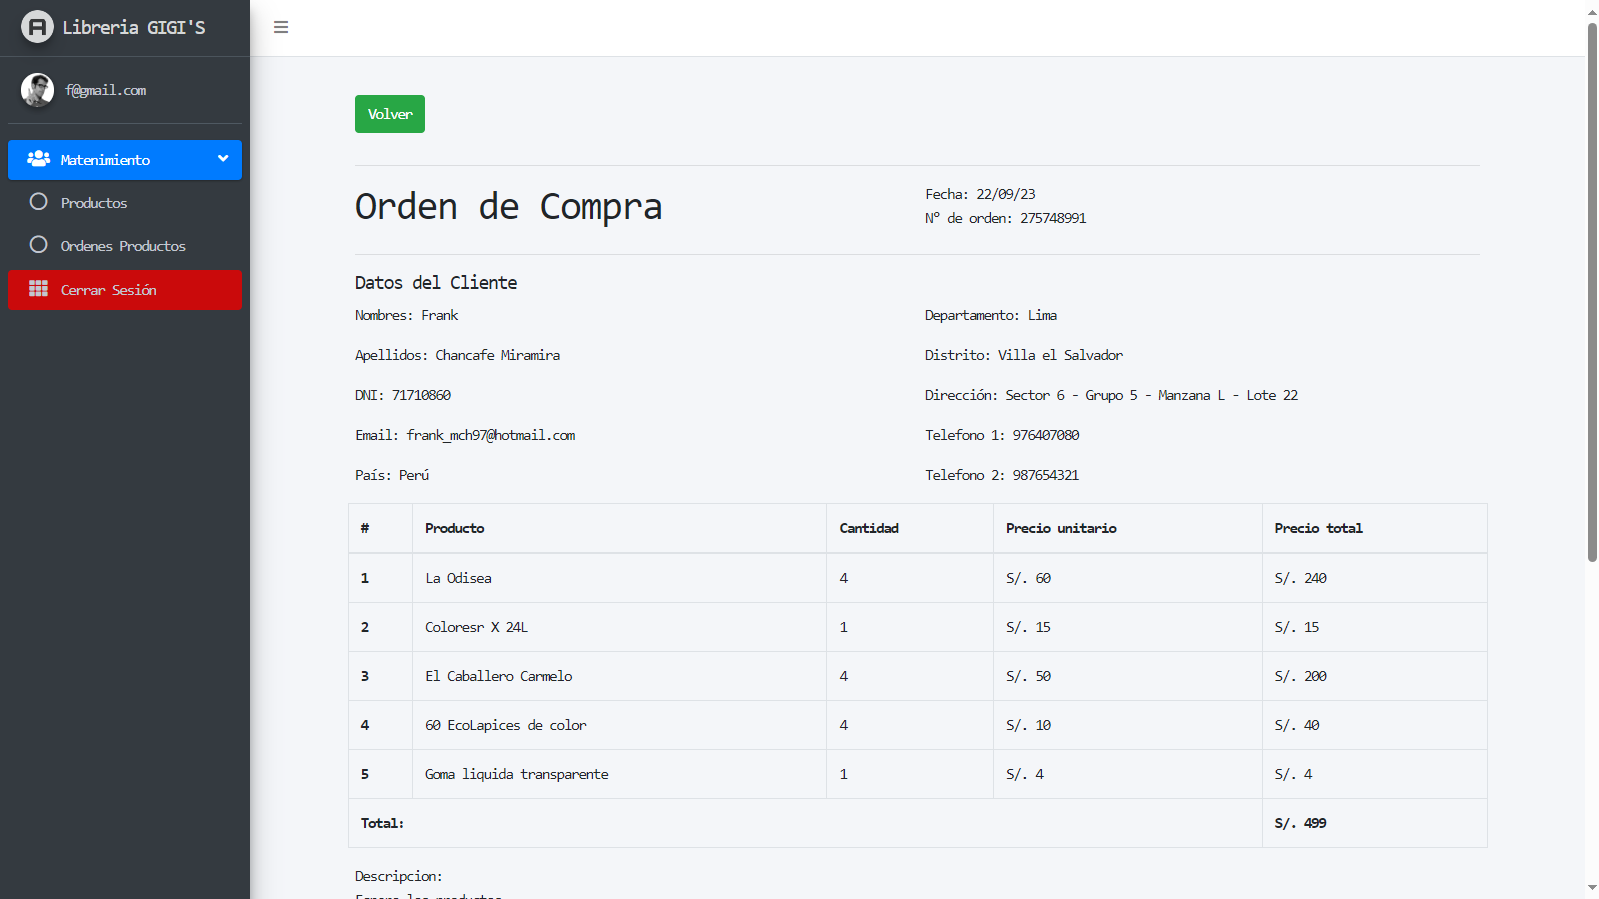 Libreria GIGI'S
f@gmail.com
Matenimiento
Productos
Ordenes Productos
Cerrar Sesión
Volver
Orden de Compra
Fecha: 22/09/23
N° de orden: 275748991
Datos del Cliente
Nombres: Frank
Departamento: Lima
Apellidos: Chancafe Miramira
Distrito: Villa el Salvador
DNI: 71710860
Dirección: Sector 6 - Grupo 5 - Manzana L - Lote 22
Email: frank_mch97@hotmail.com
Telefono 1: 976407080
País: Perú
Telefono 2: 987654321
# Producto Cantidad Precio unitario Precio total
1 La Odisea 4 S/. 60 S/. 240
2 Coloresr X 24L 1 S/. 15 S/. 15
3 El Caballero Carmelo 4 S/. 50 S/. 200
4 60 EcoLapices de color 4 S/. 10 S/. 40
5 Goma liquida transparente 1 S/. 4 S/. 4
Total: S/. 499
Descripcion: